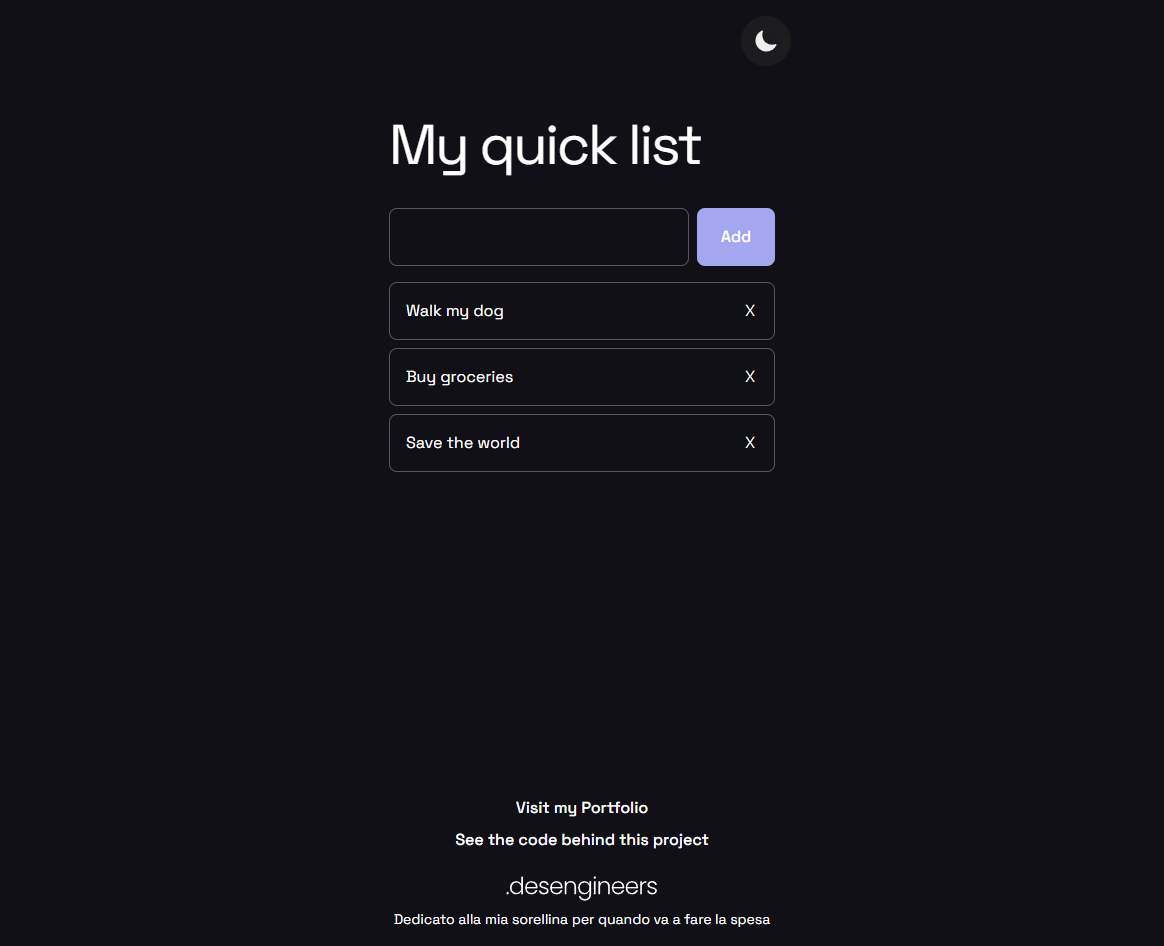 My quick list
Add
Walk my dog X
Buy groceries X
Save the world X
Visit my Portfolio
See the code behind this project
.desengineers
Dedicato alla mia sorellina per quando va a fare la spesa